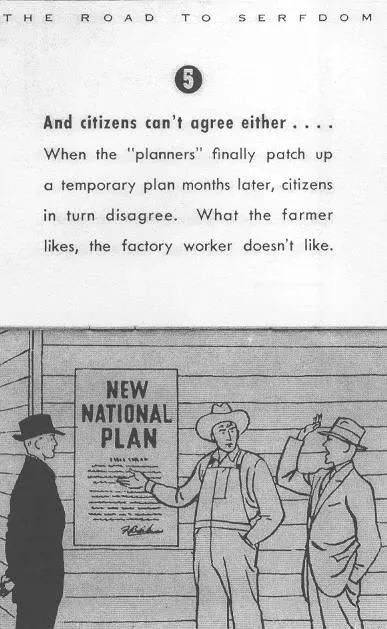 THE ROAD TO SERFDOM
5
And citizens can't agree either . . . .
When the "planners" finally patch up
a temporary plan months later, citizens
in turn disagree. What the farmer
likes, the factory worker doesn't like.
NEW
NATIONAL
PLAN